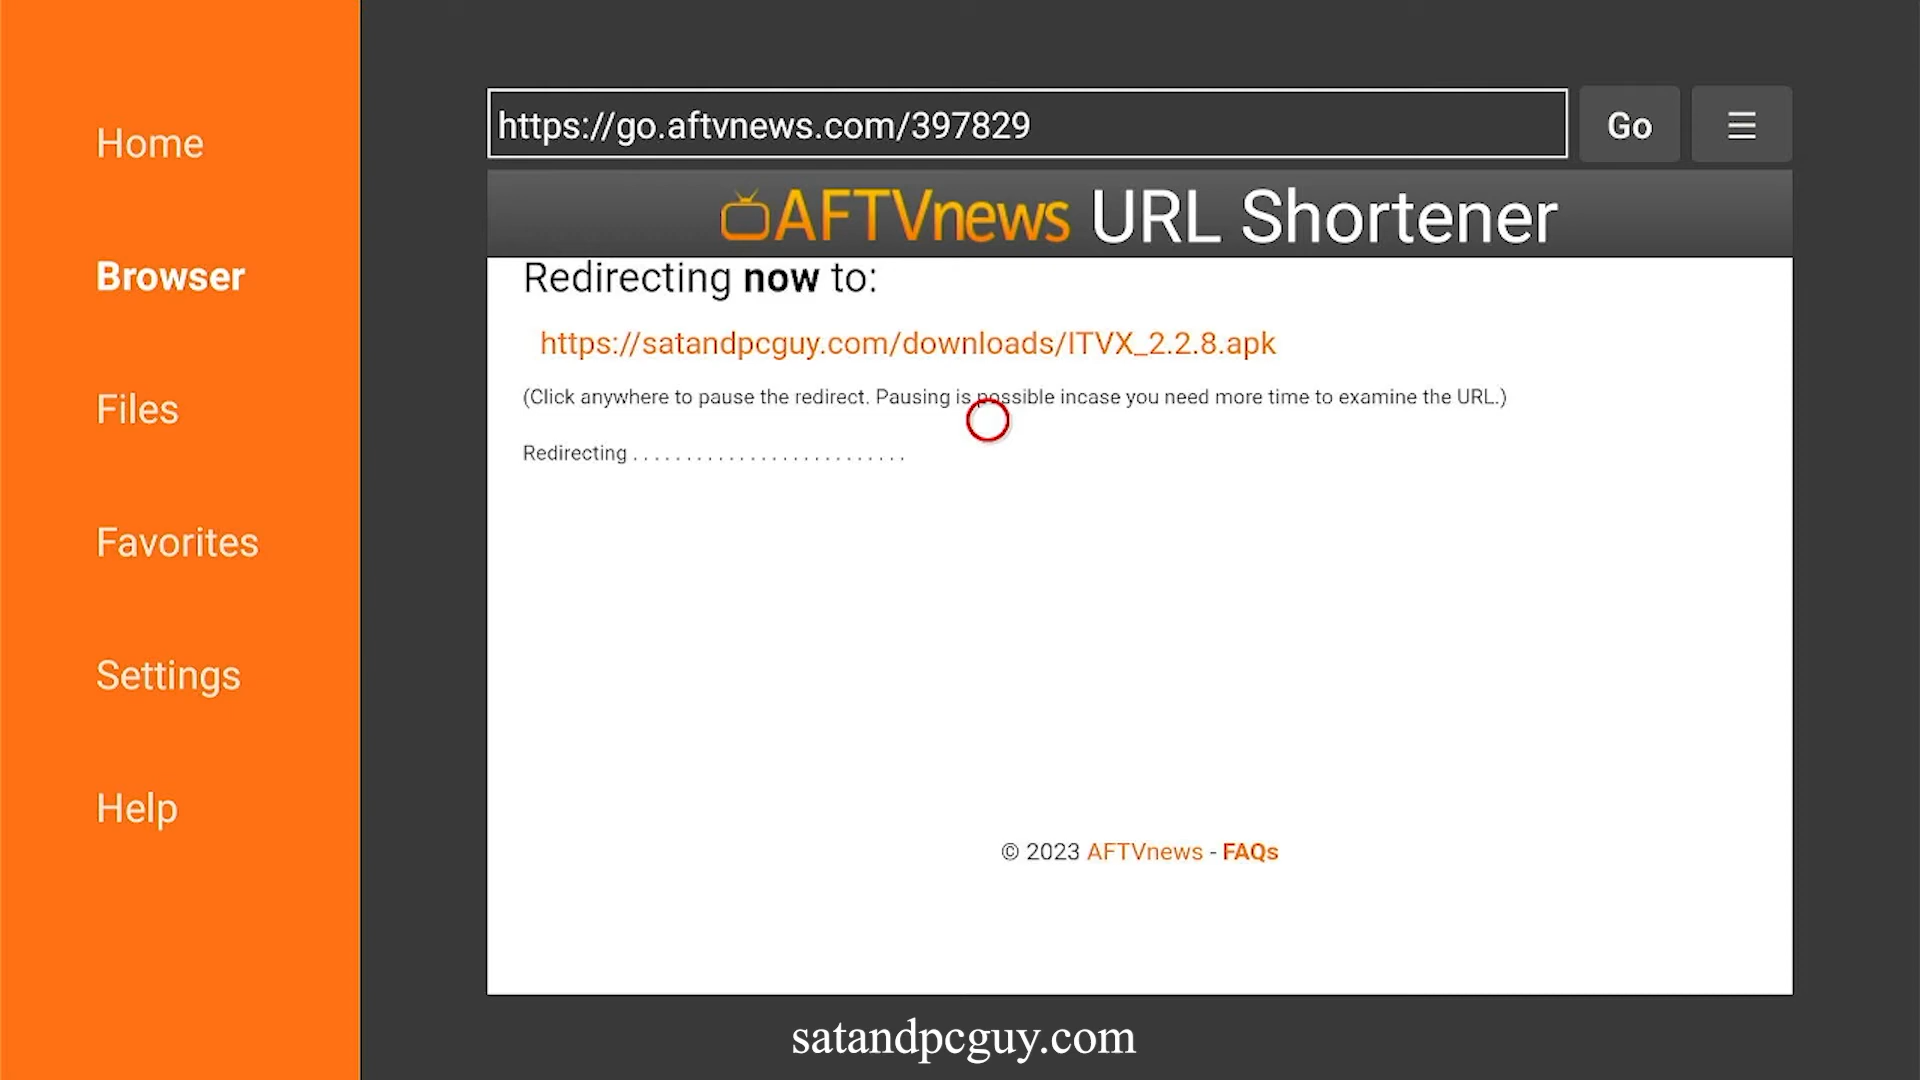 Home
Browser
Files
Favorites
Settings
Help
https://go.aftvnews.com/397829
Go
AFTVnews URL Shortener
Redirecting now to:
https://satandpcguy.com/downloads/ITVX_2.2.8.apk
(Click anywhere to pause the redirect. Pausing is possible incase you need more time to examine the URL.)
Redirecting . . . . . . . . . . . . . . . . . . . . . . . . . .
© 2023 AFTVnews - FAQs
satandpcguy.com